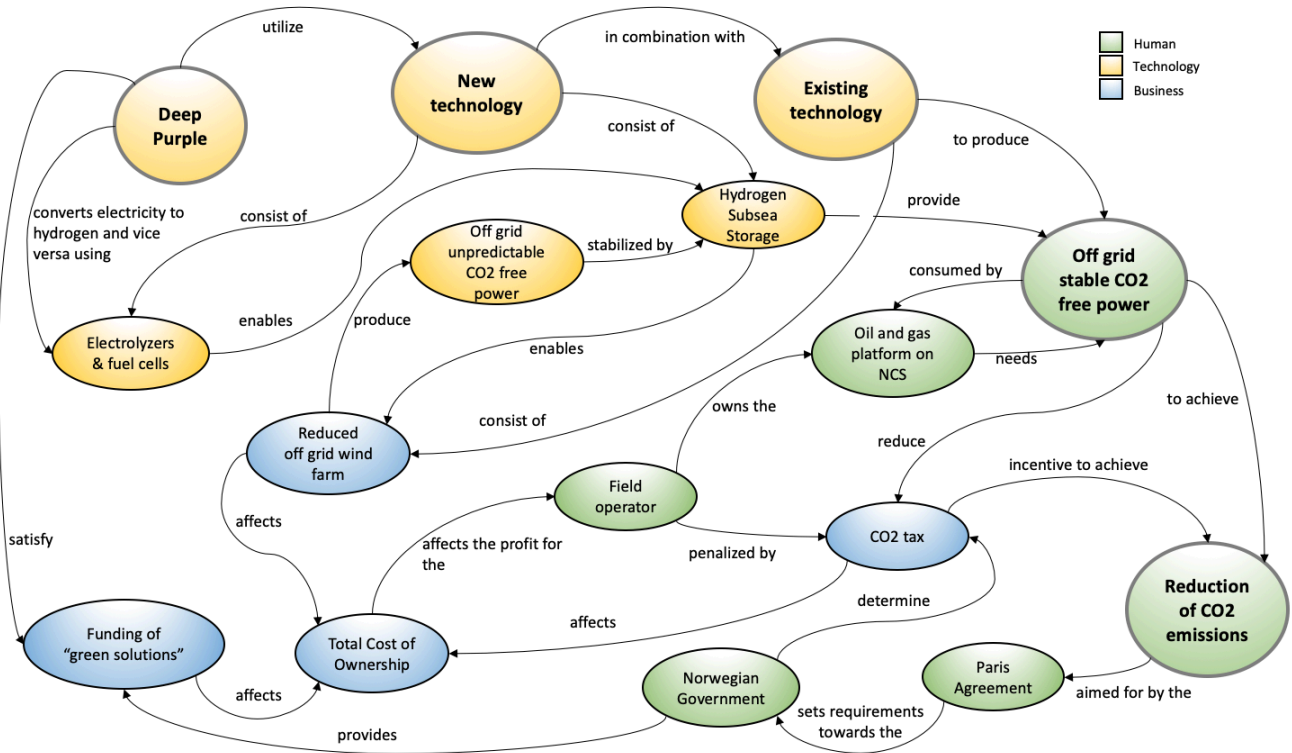 utilize
in combination with
Human
Technology
Business
New
technology
Existing
technology
Deep
Purple
consist of
to produce
converts electricity to
hydrogen and vice
versa using
consist of
Hydrogen
Subsea
Storage
provide
Off grid
unpredictable
CO2 free
power
stabilized by
Off grid
stable CO2
free power
consumed by
enables
produce
Electrolyzers
& fuel cells
enables
Oil and gas
platform on
NCS
needs
owns the
to achieve
consist of
Reduced
off grid wind
farm
reduce
incentive to achieve
Field
operator
affects
satisfy
affects the profit for
the
penalized by
CO2 tax
Reduction
of CO2
emissions
determine
affects
Funding of
“green solutions”
Total Cost of
Ownership
affects
Norwegian
Government
Paris
Agreement
aimed for by the
sets requirements
towards the
provides